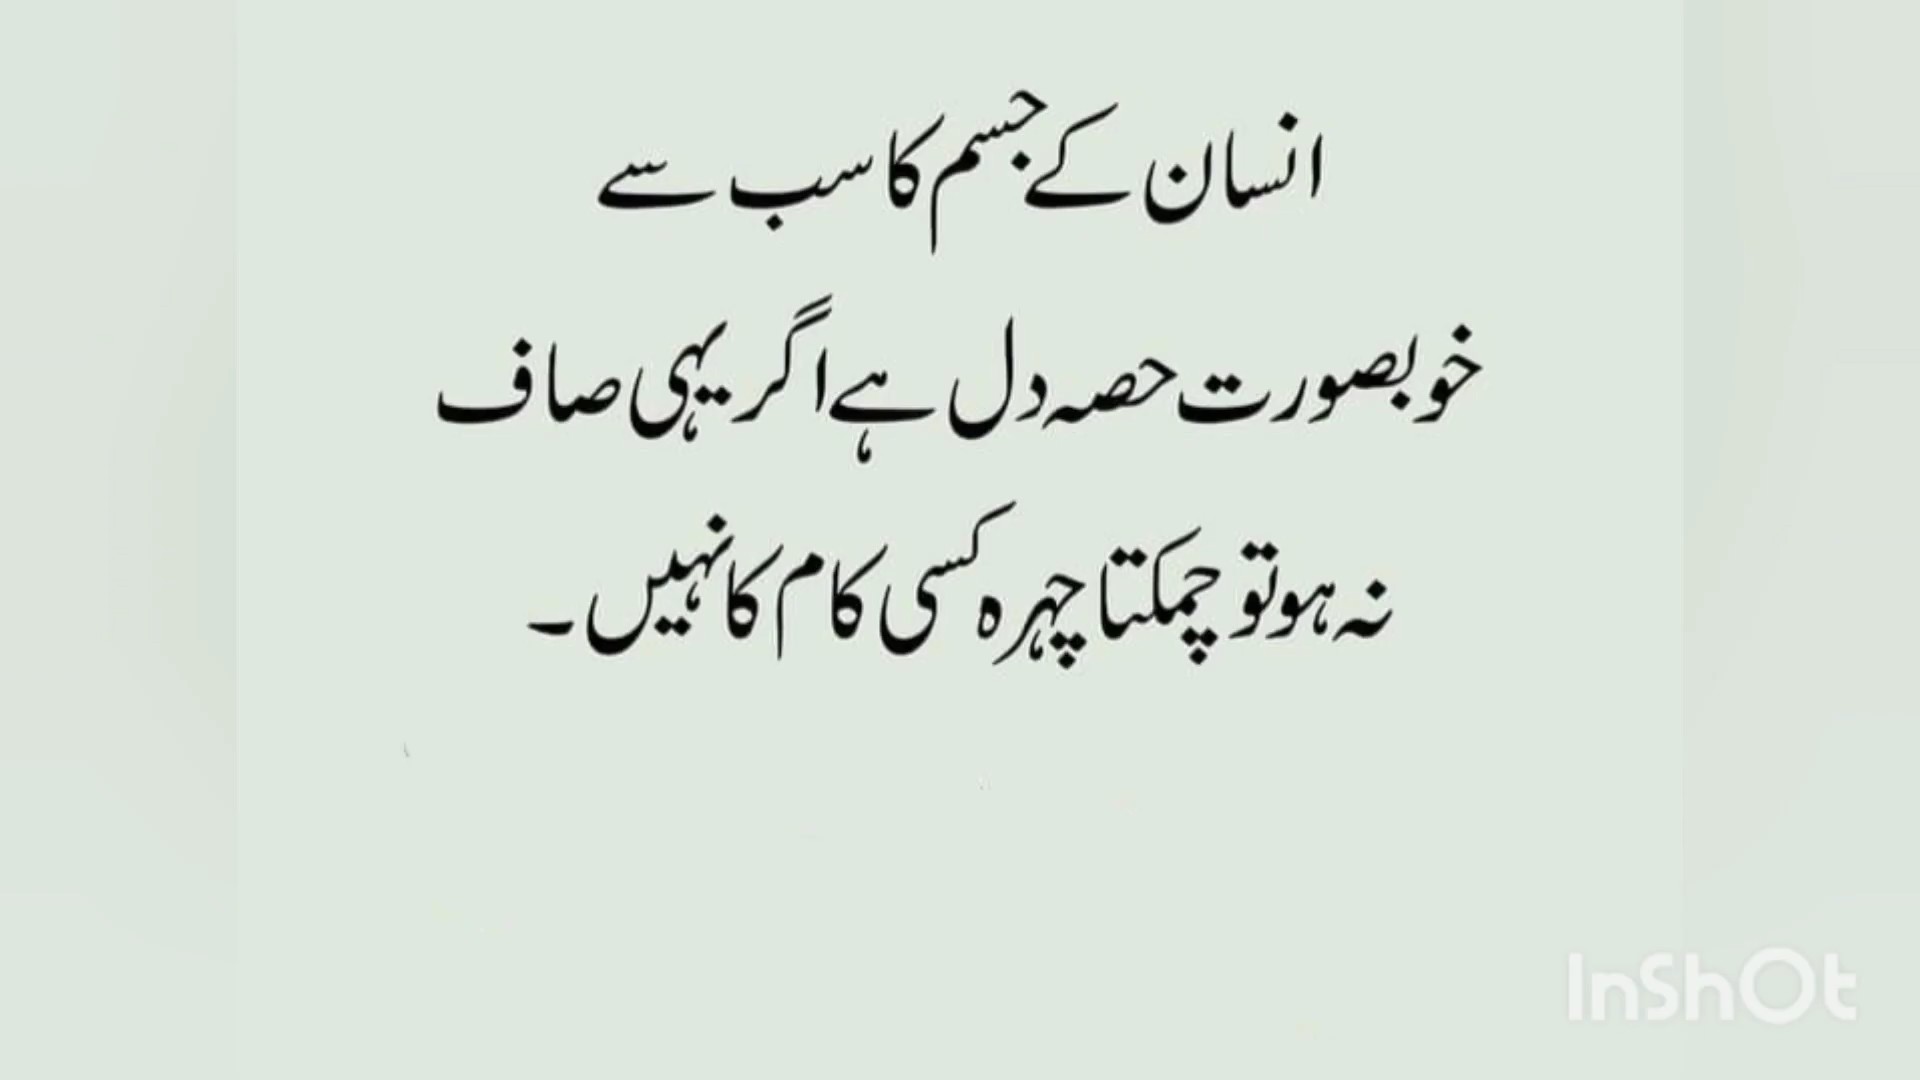 انسان کے جسم کا سب سے
خوبصورت حصہ دل ہے اگر یہی صاف
نہ ہو تو چمکتا چہرہ کسی کام کا نہیں۔
InShOt